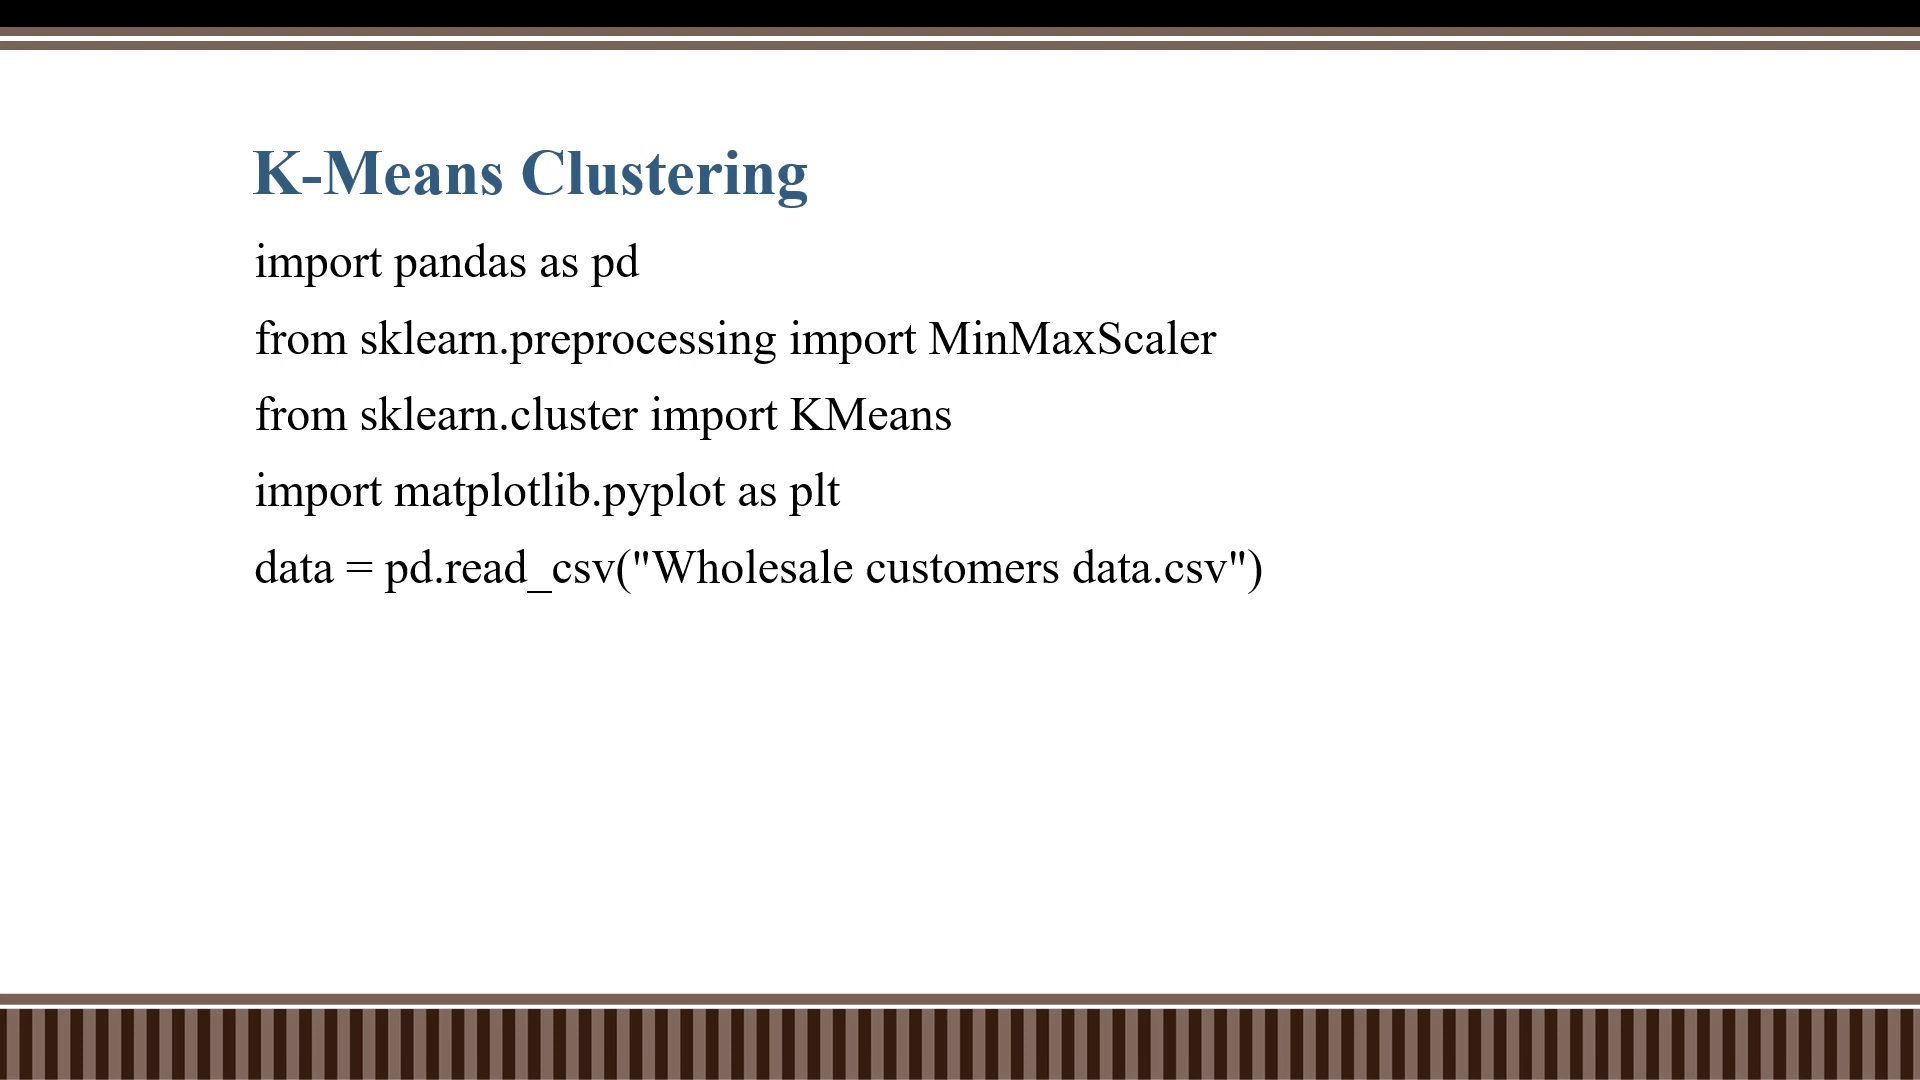 K-Means Clustering
import pandas as pd
from sklearn.preprocessing import MinMaxScaler
from sklearn.cluster import KMeans
import matplotlib.pyplot as plt
data = pd.read_csv("Wholesale customers data.csv")